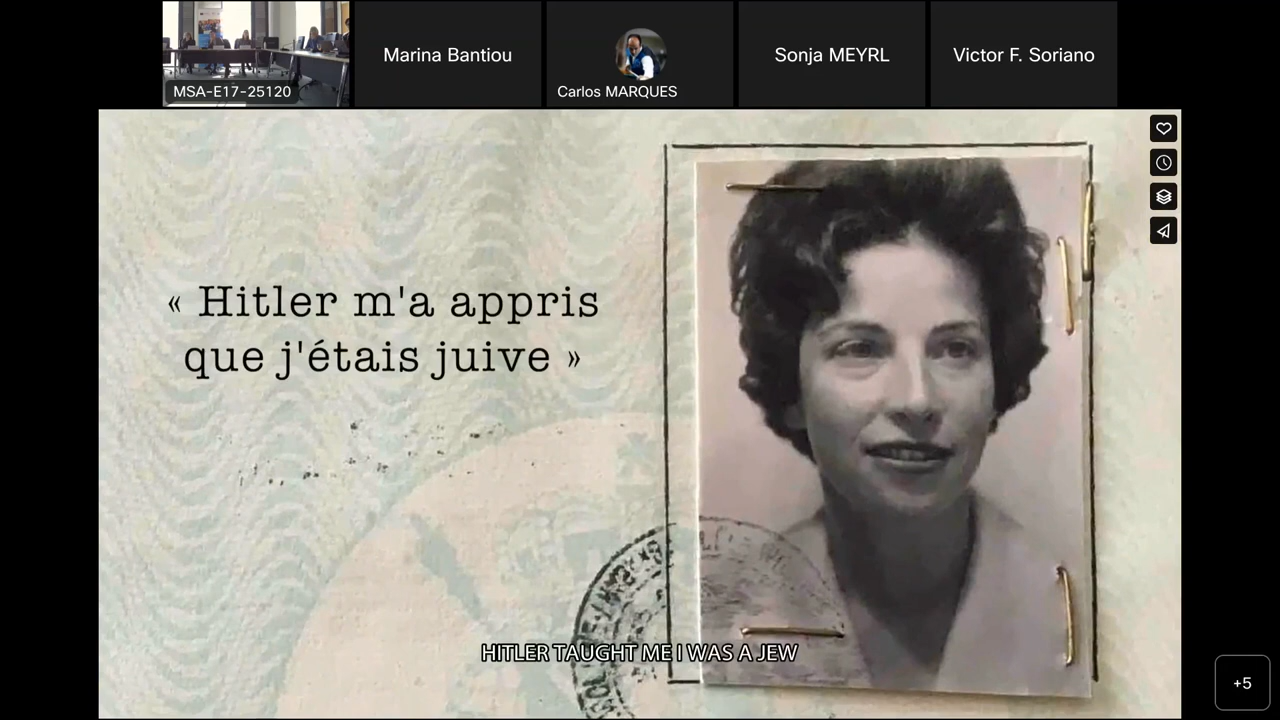 MSA-E17-25120
Marina Bantiou
Carlos MARQUES
Sonja MEYRL
Victor F. Soriano
« Hitler m'a appris
que j'étais juive »
HITLER TAUGHT ME I WAS A JEW
+5